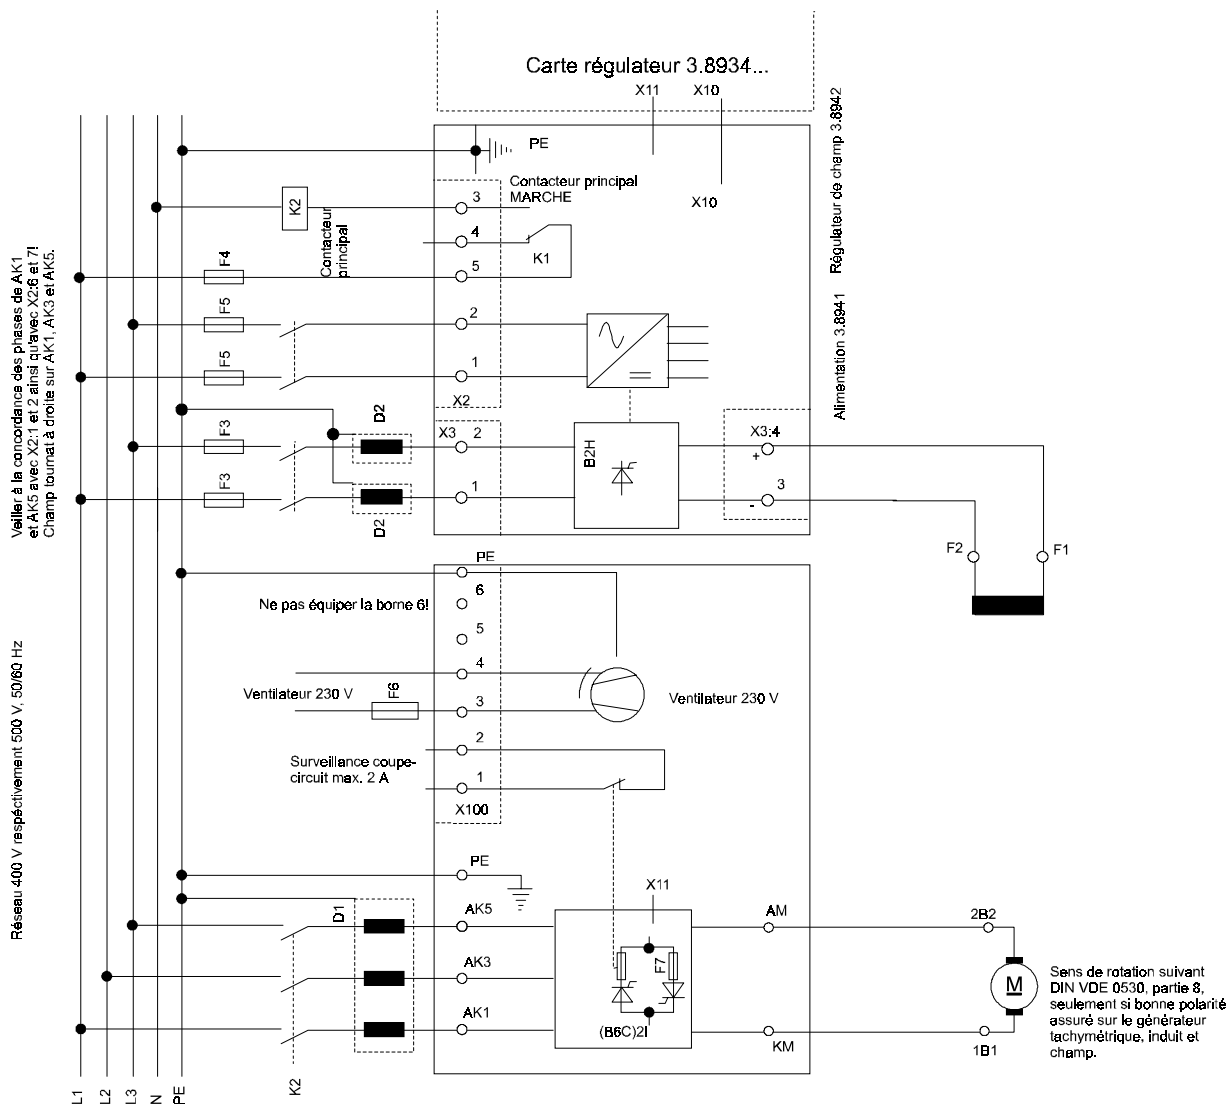 Carte régulateur 3.8934...
X11
X10
PE
Régulateur de champ 3.8942
Contacteur principal
MARCHE
X10
3
K2
4
Contacteur
principal
K1
5
F4
Veiller à la concordance des phases de AK1
et AK5 avec X2:1 et 2 ainsi qu'avec X2:6 et 7!
Champ tournat à droite sur AK1, AK3 et AK5.
F5
2
Alimentation 3.8941
F5
1
X2
D2
F3
X3
2
B2H
X3:4
+
F3
1
3
-
D2
PE
F2
F1
6
Ne pas équiper la borne 6!
5
4
Ventilateur 230 V
F6
3
Ventilateur 230 V
Réseau 400 V respéctivement 500 V, 50/60 Hz
2
Surveillance coupe-
circuit max. 2 A
1
X100
PE
X11
D1
AK5
AM
2B2
AK3
F7
M
Sens de rotation suivant
DIN VDE 0530, partie 8,
seulement si bonne polarité
assuré sur le générateur
tachymétrique, induit et
champ.
AK1
(B6C)2I
KM
1B1
L1
L2
L3
N
PE
K2